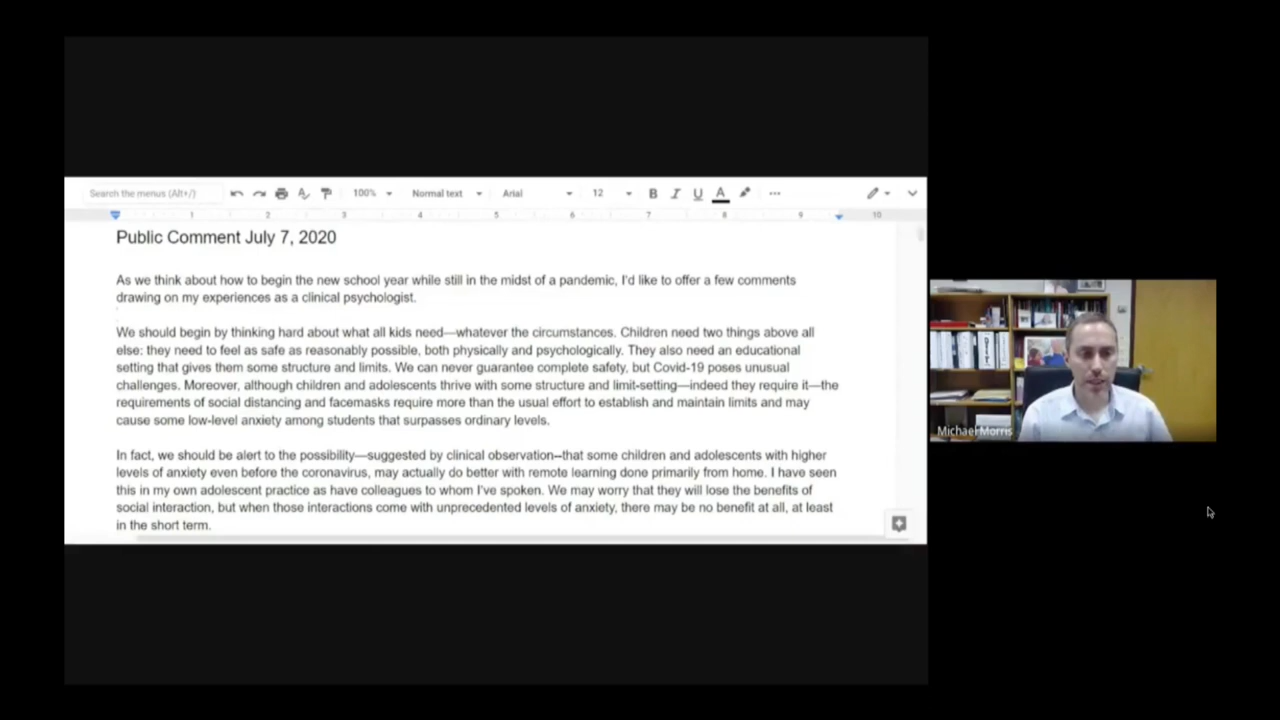 Search the menus (Alt+/)
100%
Normal text
Arial
12
B
I
U
A
1
2
3
4
5
6
7
8
9
10
Public Comment July 7, 2020
As we think about how to begin the new school year while still in the midst of a pandemic, I'd like to offer a few comments
drawing on my experiences as a clinical psychologist.
We should begin by thinking hard about what all kids need—whatever the circumstances. Children need two things above all
else: they need to feel as safe as reasonably possible, both physically and psychologically. They also need an educational
setting that gives them some structure and limits. We can never guarantee complete safety, but Covid-19 poses unusual
challenges. Moreover, although children and adolescents thrive with some structure and limit-setting—indeed they require it—the
requirements of social distancing and facemasks require more than the usual effort to establish and maintain limits and may
cause some low-level anxiety among students that surpasses ordinary levels.
In fact, we should be alert to the possibility—suggested by clinical observation--that some children and adolescents with higher
levels of anxiety even before the coronavirus, may actually do better with remote learning done primarily from home. I have seen
this in my own adolescent practice as have colleagues to whom I've spoken. We may worry that they will lose the benefits of
social interaction, but when those interactions come with unprecedented levels of anxiety, there may be no benefit at all, at least
in the short term.
Michael Morris